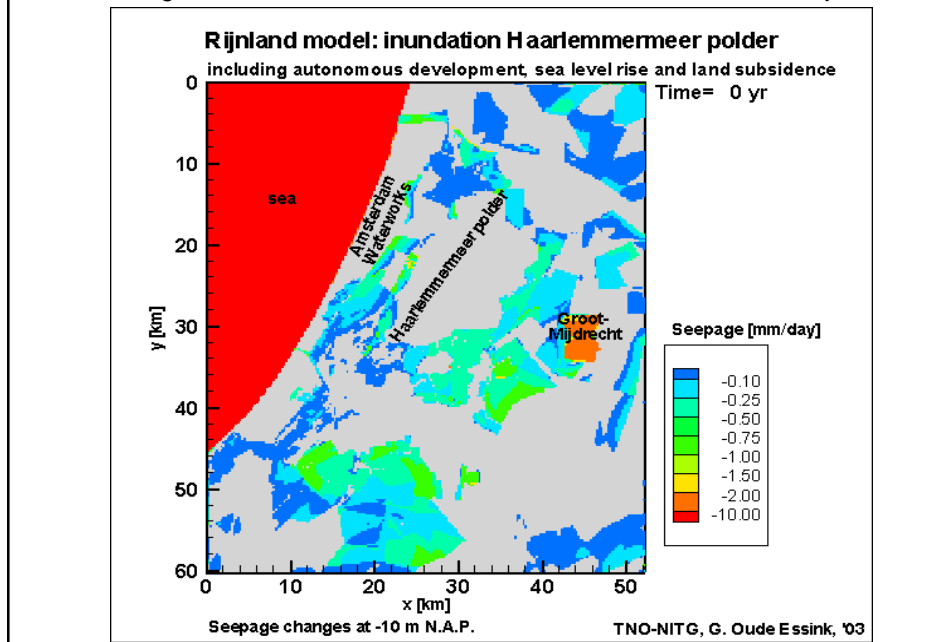 Rijnland model: inundation Haarlemmermeer polder
including autonomous development, sea level rise and land subsidence
Time= 0 yr
0
10
20
30
40
50
60
y [km]
sea
Amsterdam
Waterworks
Haarlemmermeer polder
Groot-
Mijdrecht
Seepage [mm/day]
-0.10
-0.25
-0.50
-0.75
-1.00
-1.50
-2.00
-10.00
0 10 20 30 40 50
x [km]
Seepage changes at -10 m N.A.P.
TNO-NITG, G. Oude Essink, '03